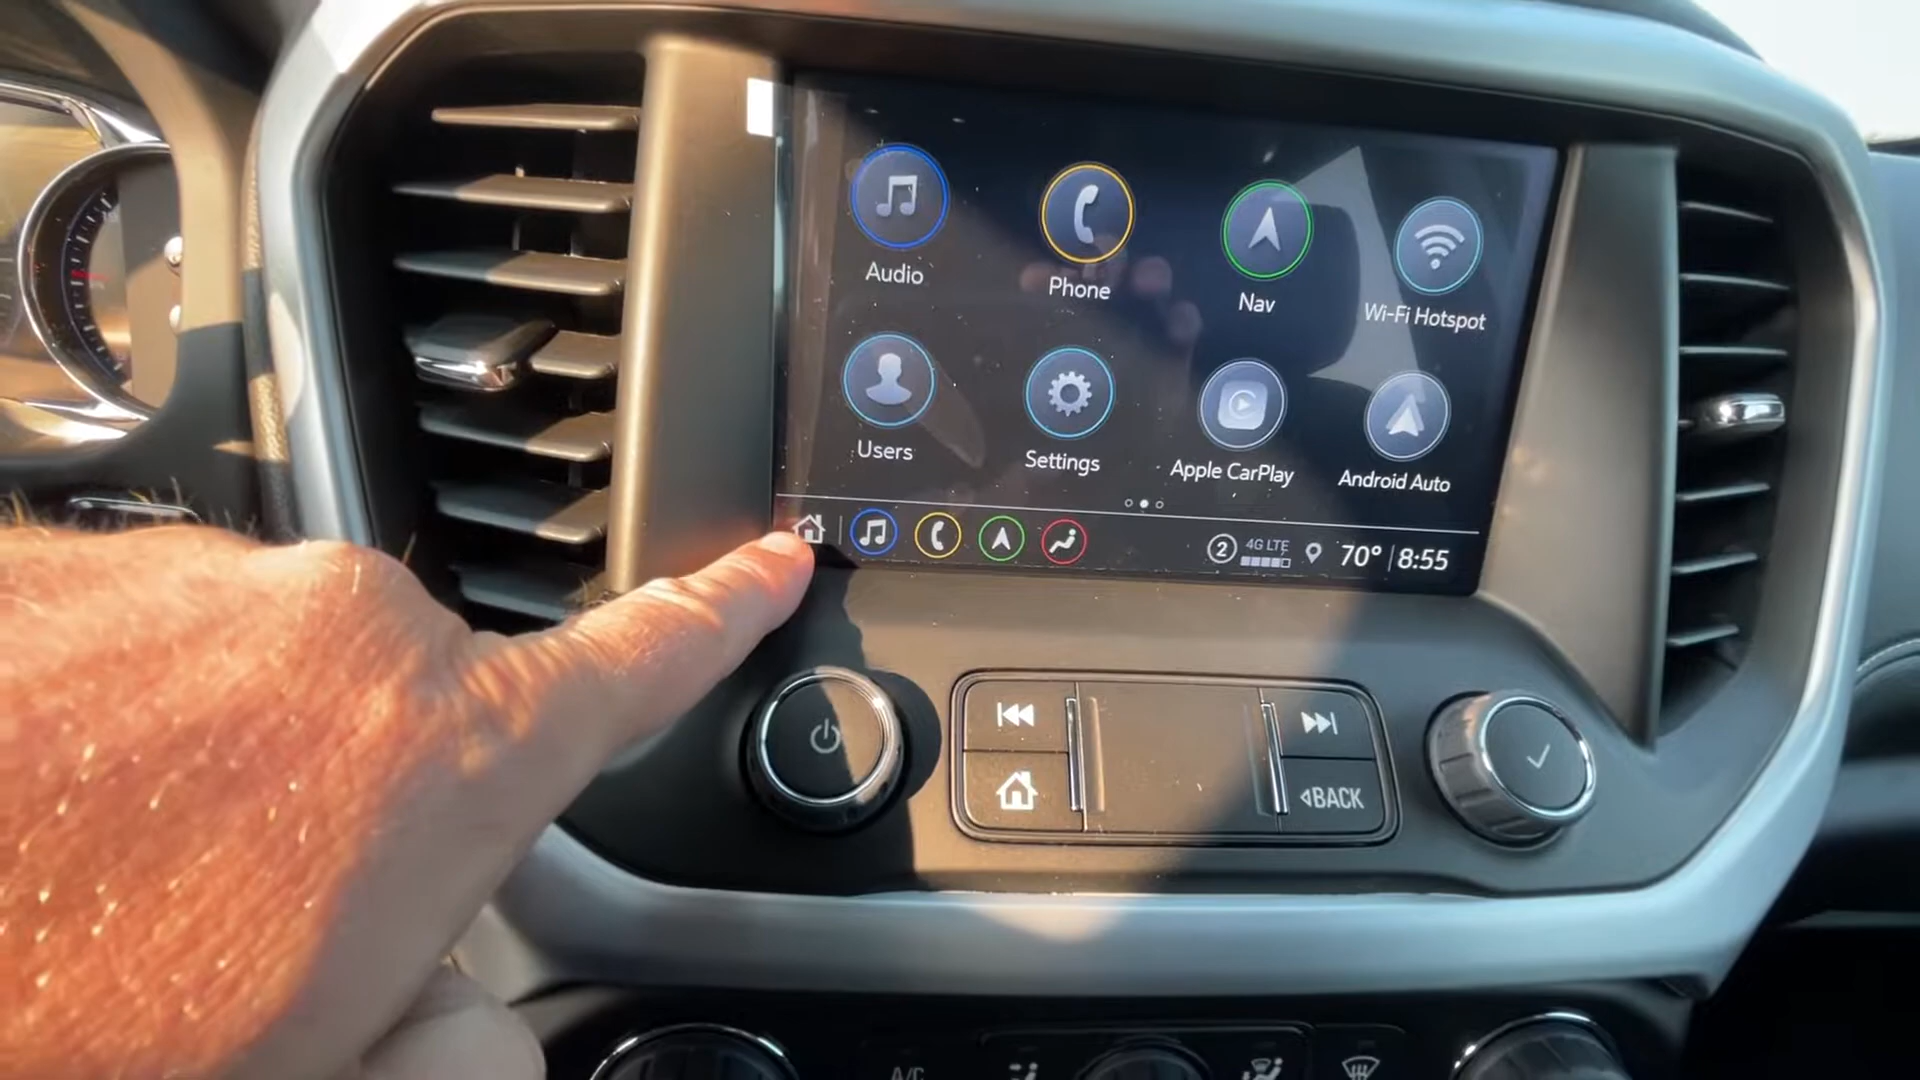 Audio
Phone
Nav
Wi-Fi Hotspot
Users
Settings
Apple CarPlay
Android Auto
2
4G LTE
70°
8:55
BACK
A/C